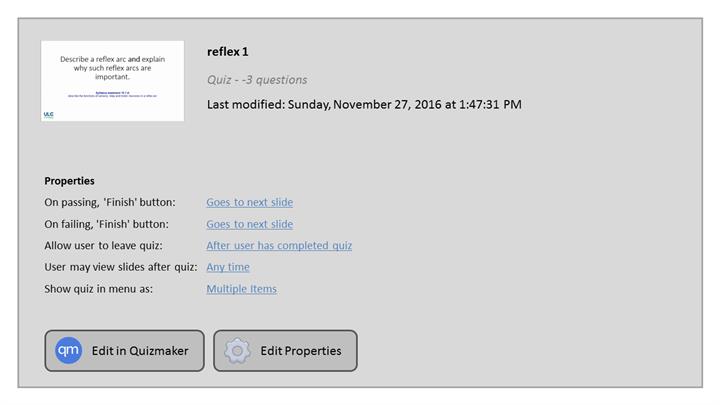 Describe a reflex arc and explain
why such reflex arcs are
important.
ULC
reflex 1
Quiz - -3 questions
Last modified: Sunday, November 27, 2016 at 1:47:31 PM
Properties
On passing, 'Finish' button: Goes to next slide
On failing, 'Finish' button: Goes to next slide
Allow user to leave quiz: After user has completed quiz
User may view slides after quiz: Any time
Show quiz in menu as: Multiple Items
qm Edit in Quizmaker
Edit Properties